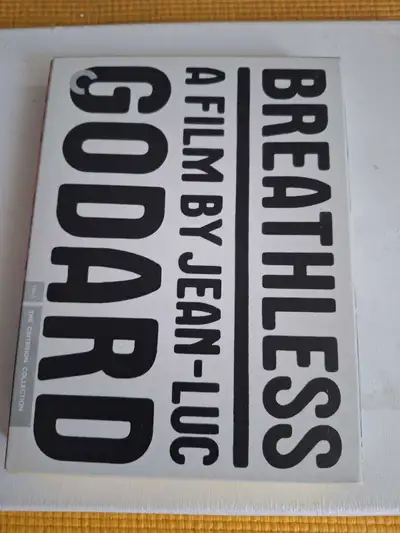 BREATHLESS
A FILM BY JEAN-LUC
GODARD
THE CRITERION COLLECTION